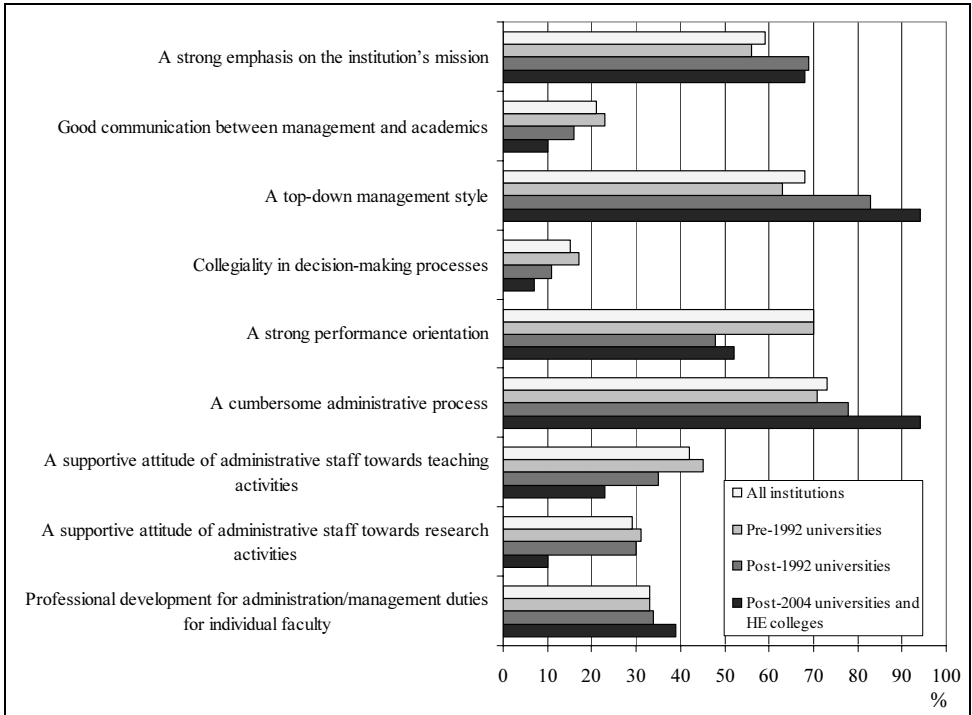 A strong emphasis on the institution’s mission
Good communication between management and academics
A top-down management style
Collegiality in decision-making processes
A strong performance orientation
A cumbersome administrative process
A supportive attitude of administrative staff towards teaching
activities
A supportive attitude of administrative staff towards research
activities
Professional development for administration/management duties
for individual faculty
All institutions
Pre-1992 universities
Post-1992 universities
Post-2004 universities and
HE colleges
0 10 20 30 40 50 60 70 80 90 100
%